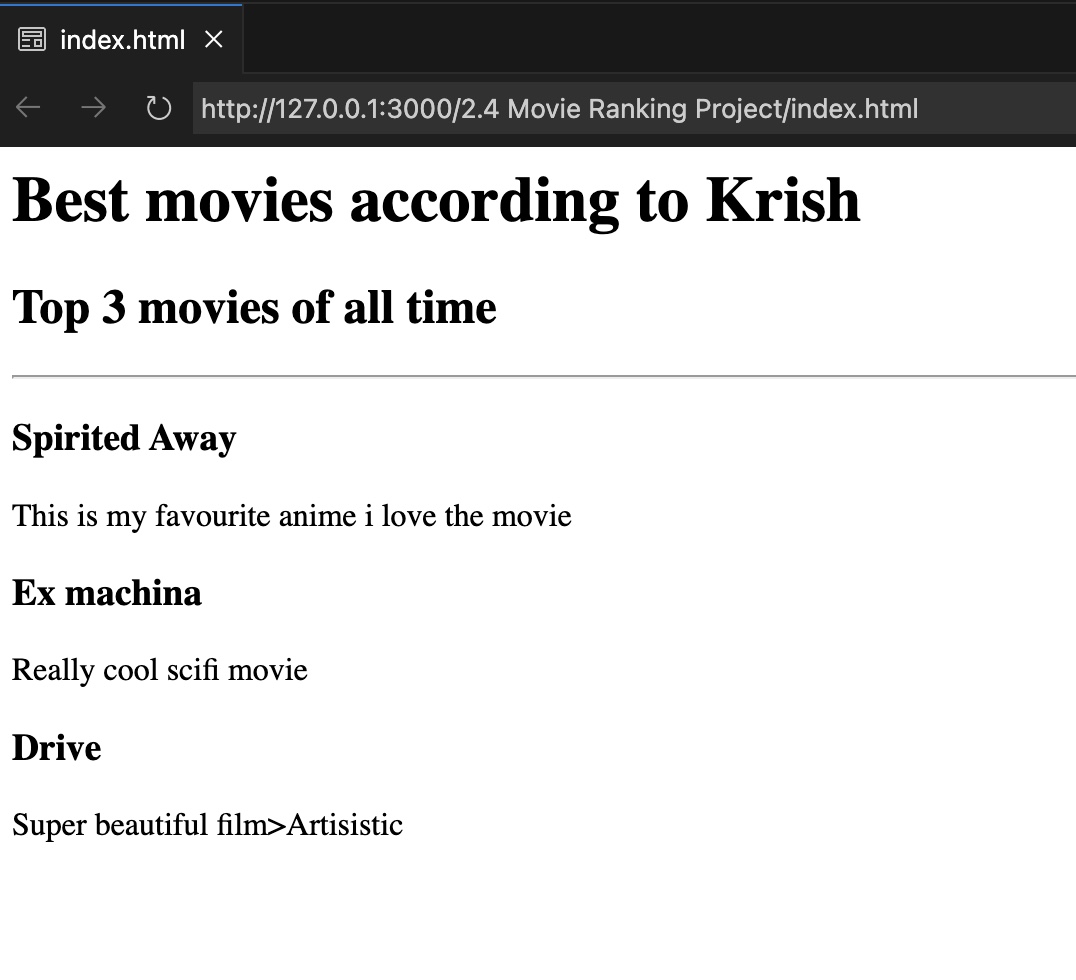 index.html
http://127.0.0.1:3000/2.4 Movie Ranking Project/index.html
Best movies according to Krish
Top 3 movies of all time
Spirited Away
This is my favourite anime i love the movie
Ex machina
Really cool scifi movie
Drive
Super beautiful film>Artisistic